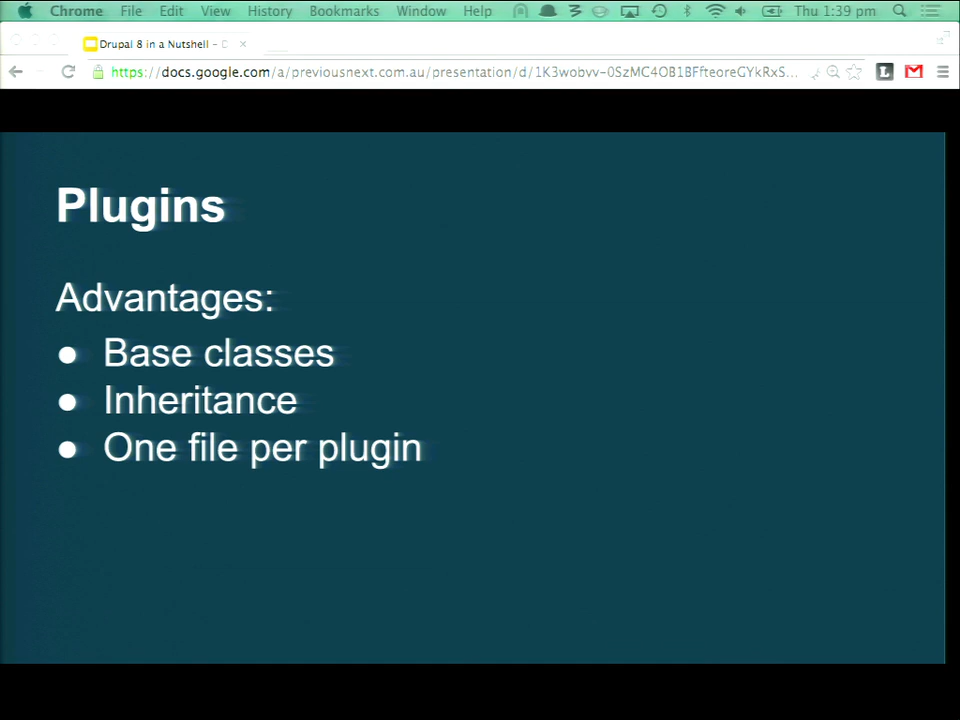 Chrome File Edit View History Bookmarks Window Help Thu 1:39 pm
Drupal 8 in a Nutshell –
https://docs.google.com/a/previousnext.com.au/presentation/d/1K3wobvv-0SzMC4OB1BFfteoreGYkRxS...
L
Plugins
Advantages:
● Base classes
● Inheritance
● One file per plugin